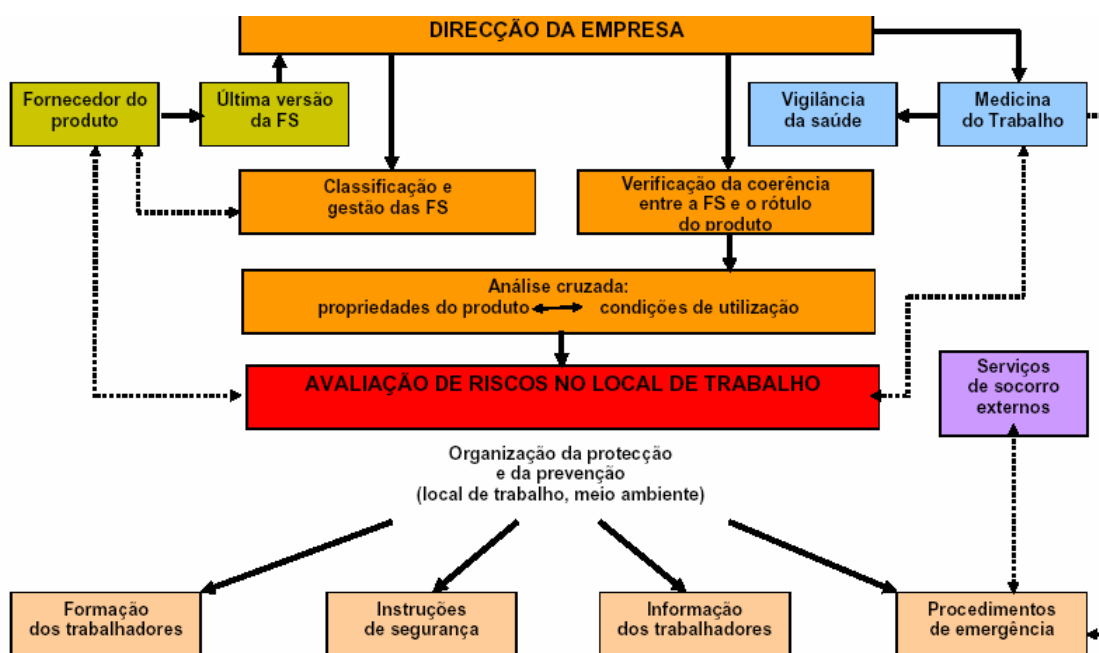 DIRECÇÃO DA EMPRESA
Fornecedor do
produto
Última versão
da FS
Vigilância
da saúde
Medicina
do Trabalho
Classificação e
gestão das FS
Verificação da coerência
entre a FS e o rótulo
do produto
Análise cruzada:
propriedades do produto condições de utilização
AVALIAÇÃO DE RISCOS NO LOCAL DE TRABALHO
Serviços
de socorro
externos
Organização da protecção
e da prevenção
(local de trabalho, meio ambiente)
Formação
dos trabalhadores
Instruções
de segurança
Informação
dos trabalhadores
Procedimentos
de emergência